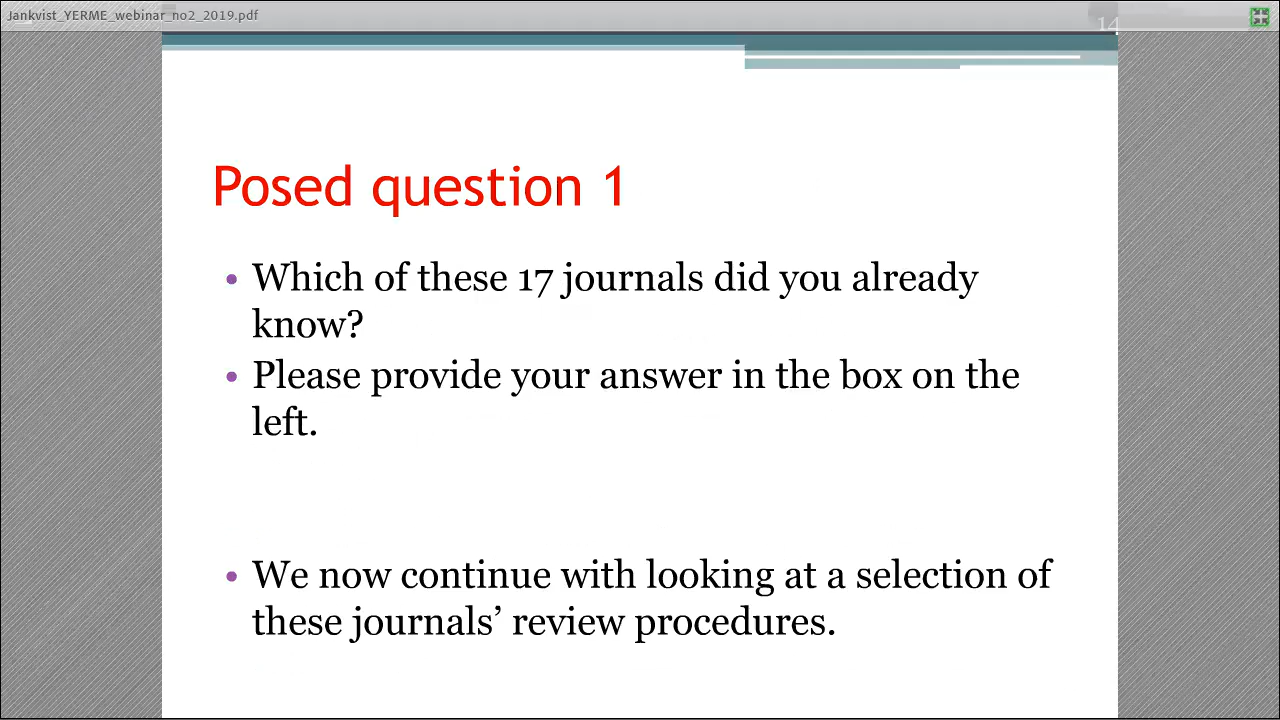 Jankvist_YERME_webinar_no2_2019.pdf
14
Posed question 1
• Which of these 17 journals did you already
know?
• Please provide your answer in the box on the
left.
• We now continue with looking at a selection of
these journals’ review procedures.